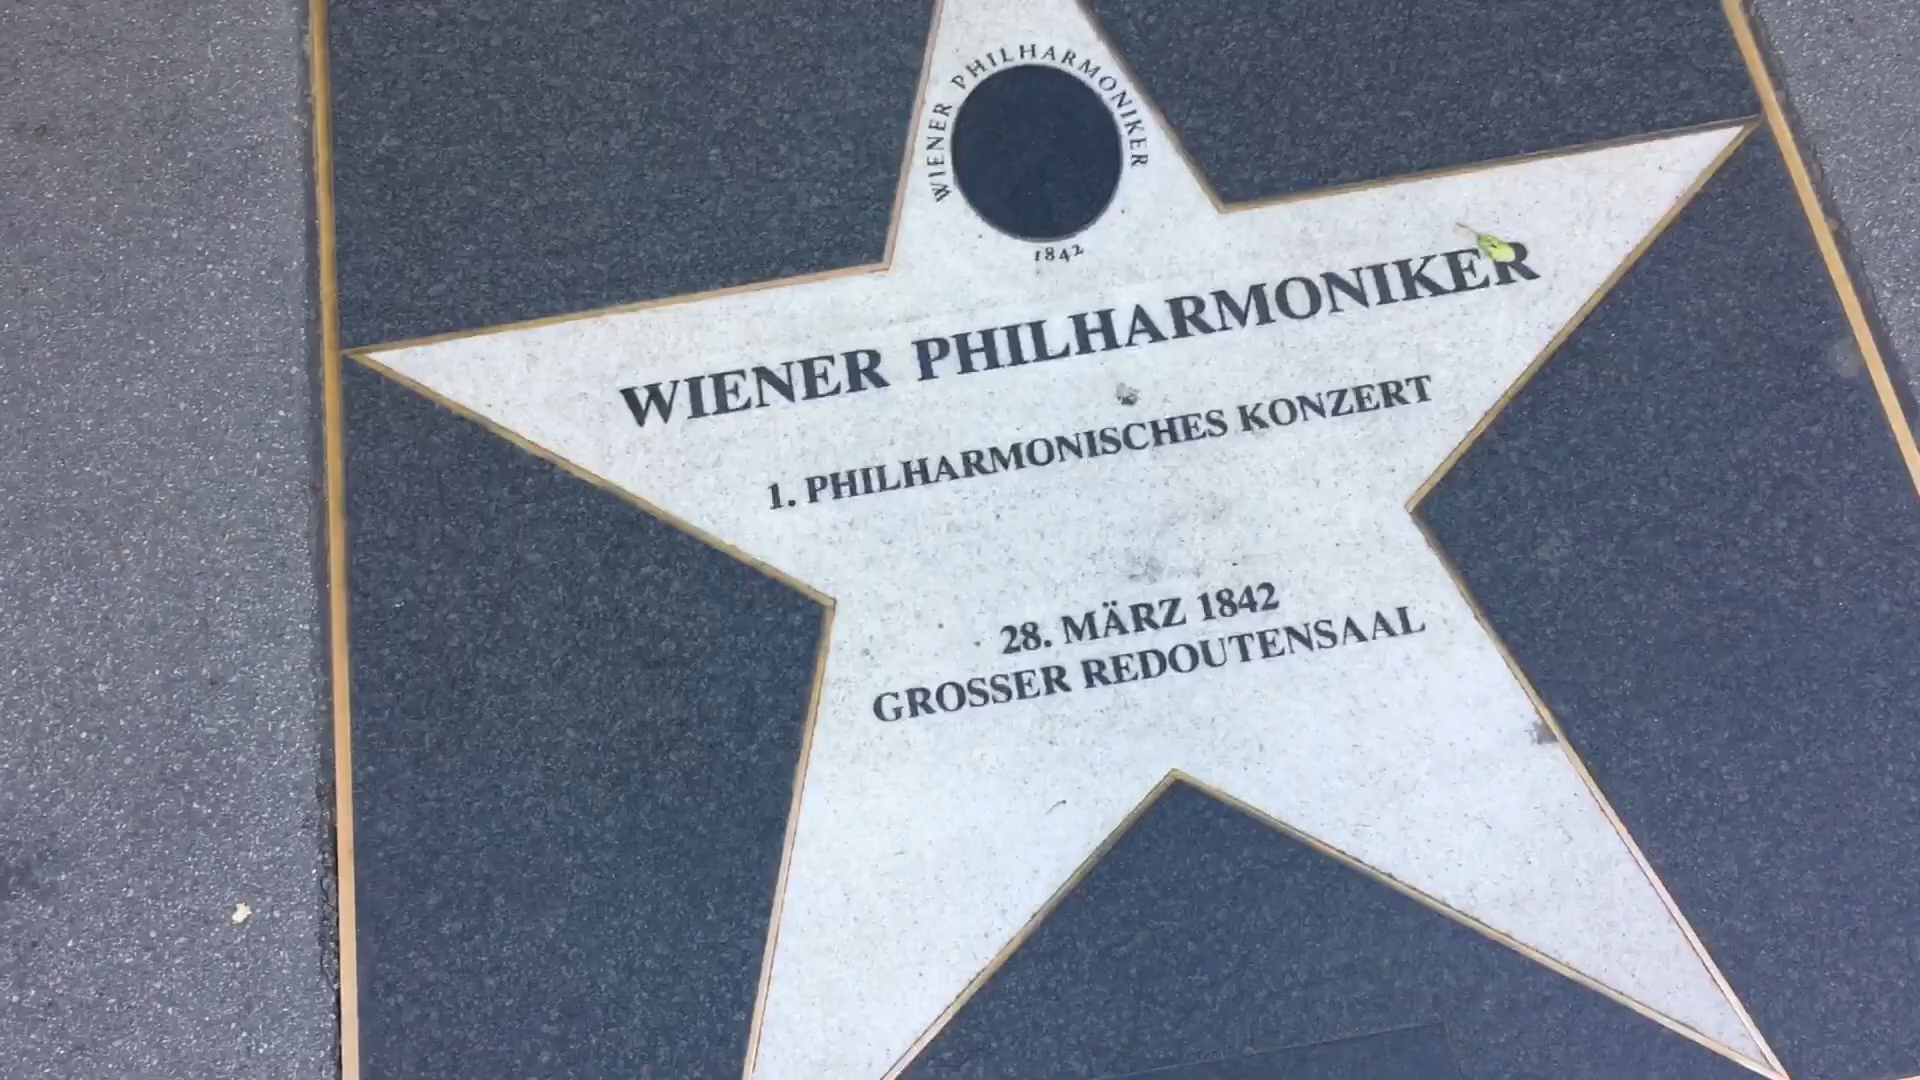 WIENER PHILHARMONIKER
1842
WIENER PHILHARMONIKER
1. PHILHARMONISCHES KONZERT
28. MÄRZ 1842
GROSSER REDOUTENSAAL